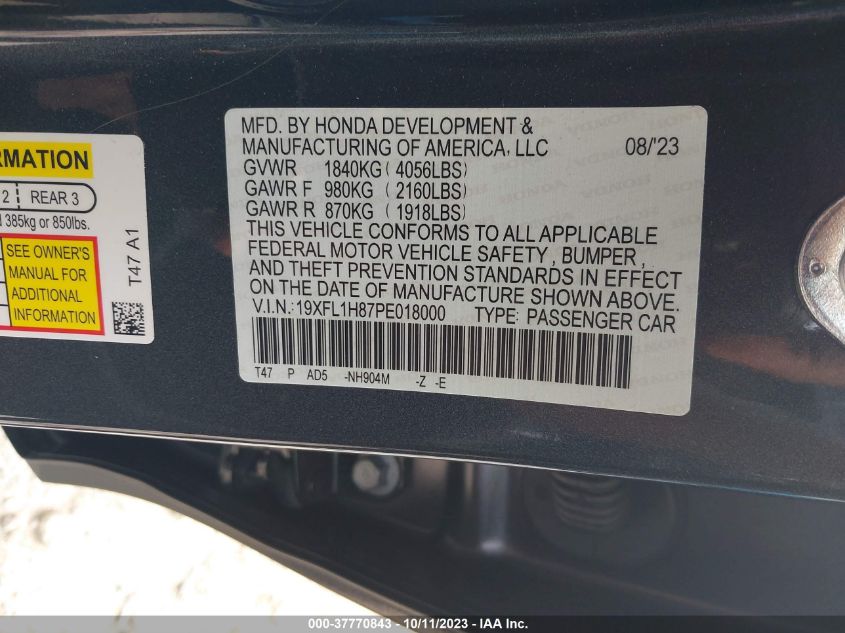 RMATION
2 REAR 3
385kg or 850lbs.
SEE OWNER'S
MANUAL FOR
ADDITIONAL
INFORMATION
T47 A1
MFD. BY HONDA DEVELOPMENT &
MANUFACTURING OF AMERICA, LLC 08/'23
GVWR 1840KG (4056LBS)
GAWR F 980KG (2160LBS)
GAWR R 870KG (1918LBS)
THIS VEHICLE CONFORMS TO ALL APPLICABLE
FEDERAL MOTOR VEHICLE SAFETY, BUMPER,
AND THEFT PREVENTION STANDARDS IN EFFECT
ON THE DATE OF MANUFACTURE SHOWN ABOVE.
V.I.N.:19XFL1H87PE018000 TYPE: PASSENGER CAR
T47 P AD5 -NH904M -Z -E
000-37770843 - 10/11/2023 - IAA Inc.